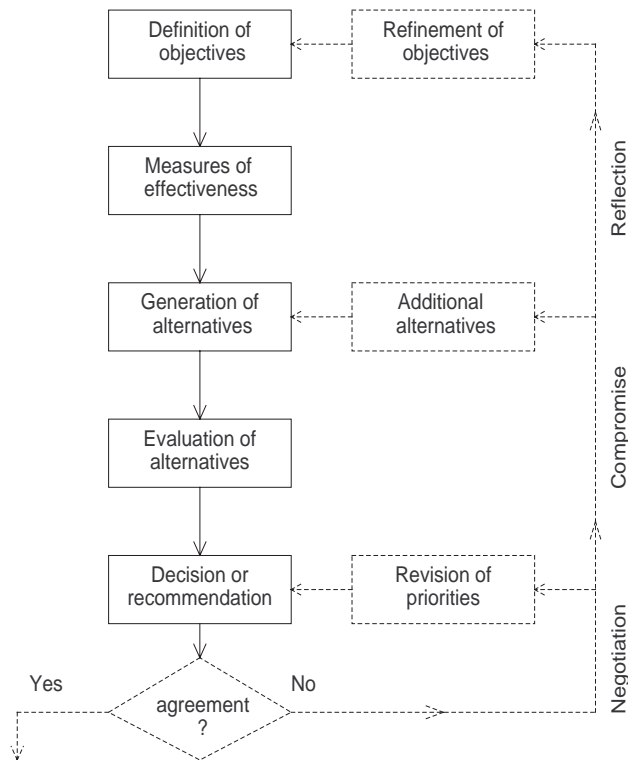 Definition of
objectives
Refinement of
objectives
Measures of
effectiveness
Reflection
Generation of
alternatives
Additional
alternatives
Evaluation of
alternatives
Compromise
Decision or
recommendation
Revision of
priorities
Negotiation
Yes
agreement
?
No